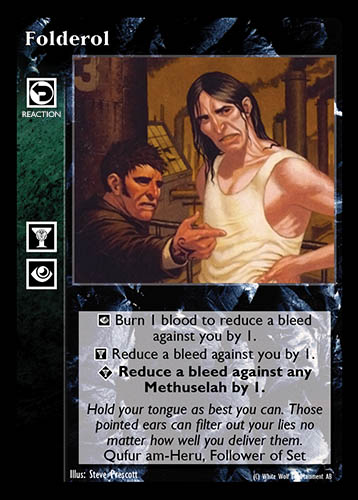 Folderol
REACTION
Burn 1 blood to reduce a bleed
against you by 1.
Reduce a bleed against you by 1.
Reduce a bleed against any
Methuselah by 1.
Hold your tongue as best you can. Those
pointed ears can filter out your lies no
matter how well you deliver them.
Qufur am-Heru, Follower of Set
Illus: Steve Prescott
(C) White Wolf Entertainment AB